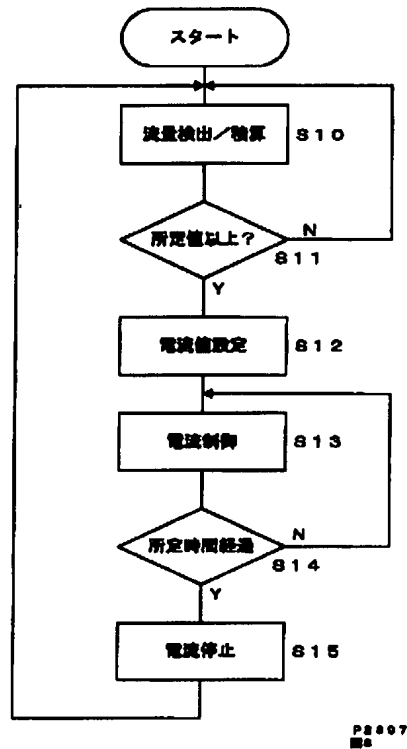 スタート
流量検出／積算 S10
所定値以上？ N
S11
Y
電流値設定 S12
電流制御 S13
所定時間経過 N
S14
Y
電流停止 S15
P2807